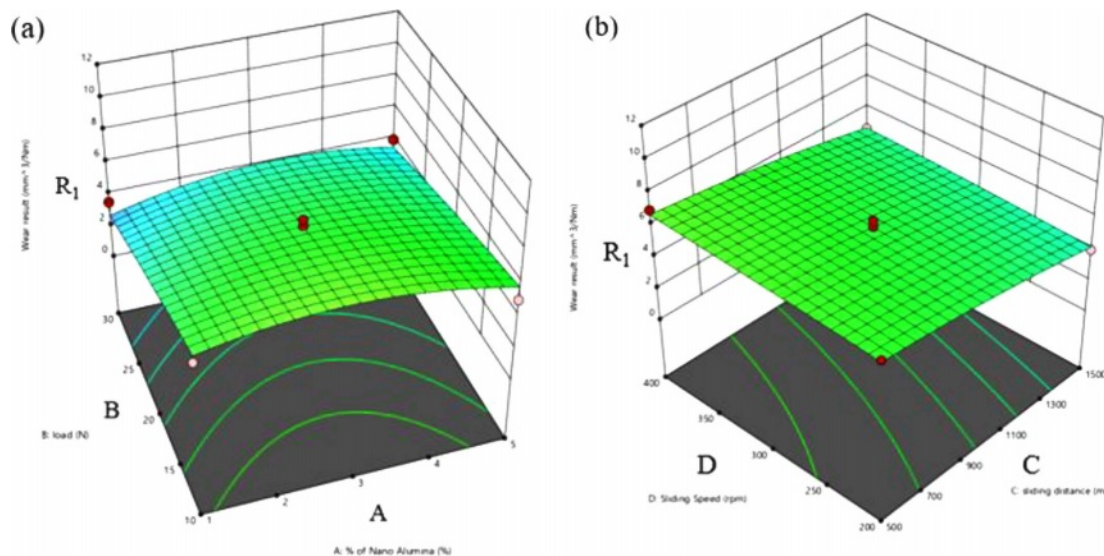 (a)
12
10
8
6
4
2
0
Wear result (mm^3/Nm)
R1
30
25
20
15
10
B
B: load (N)
1
2
3
4
5
A
A: % of Nano Alumina (%)
(b)
12
10
8
6
4
2
0
Wear result (mm^3/Nm)
R1
400
350
300
250
200
D
D: Sliding Speed (rpm)
500
700
900
1100
1300
1500
C
C: sliding distance (m